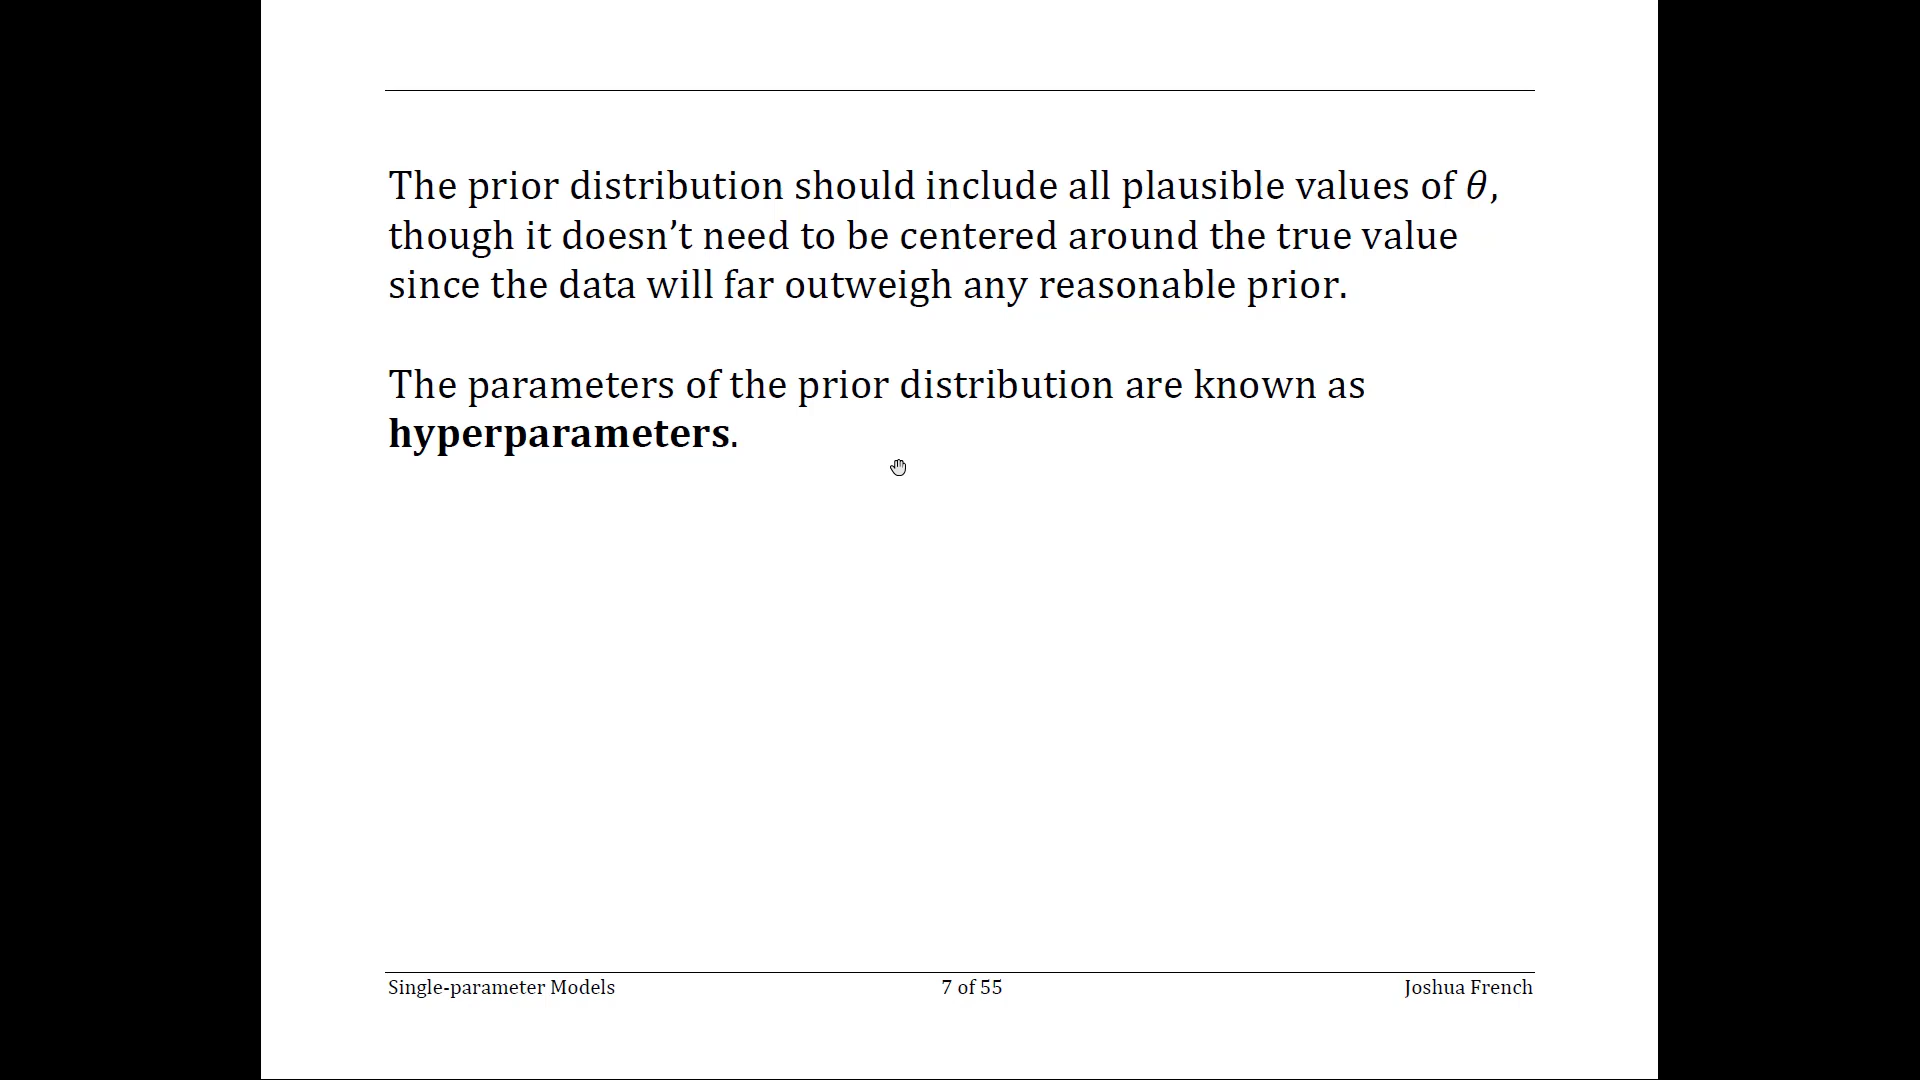 The prior distribution should include all plausible values of θ,
though it doesn’t need to be centered around the true value
since the data will far outweigh any reasonable prior.
The parameters of the prior distribution are known as
hyperparameters.
Single-parameter Models
7 of 55
Joshua French